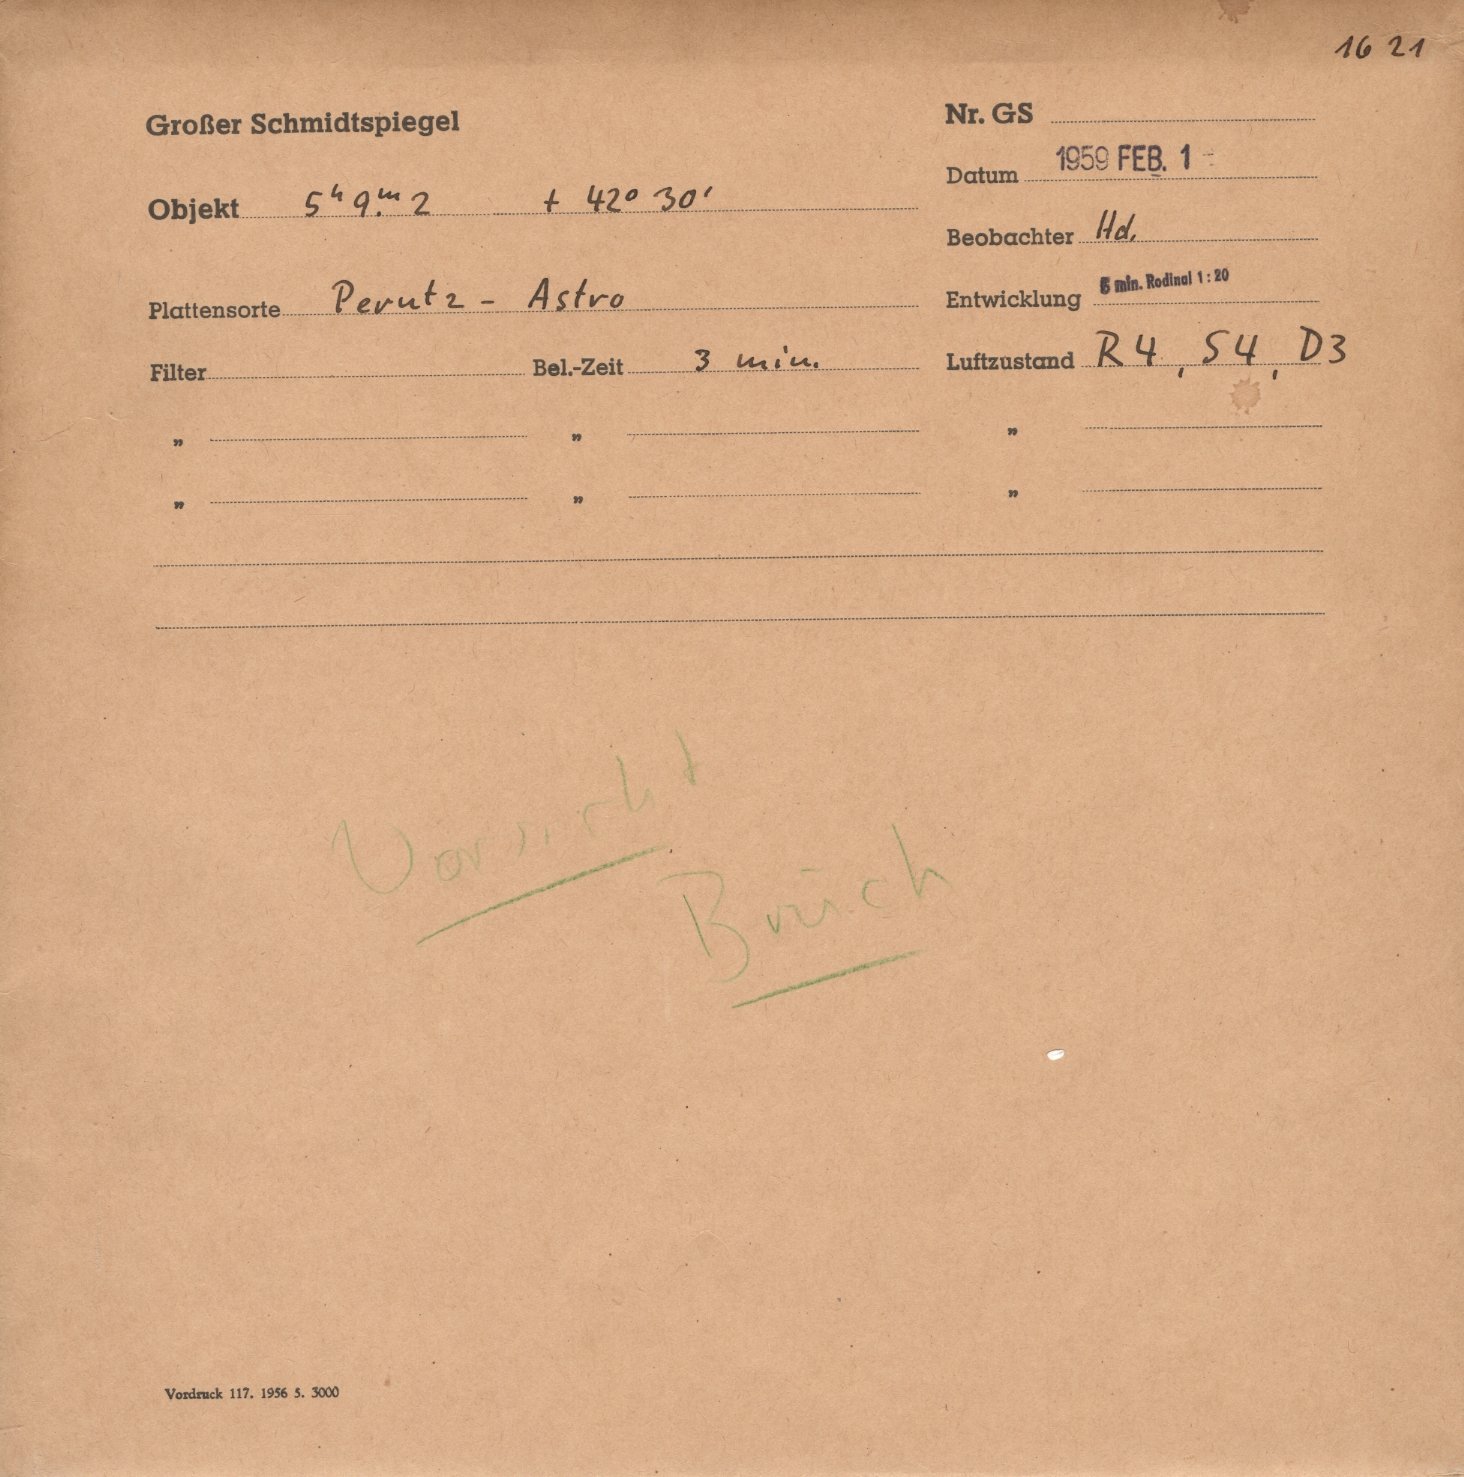 16 21
Großer Schmidtspiegel
Nr. GS
Datum 1959 FEB. 1 -
Objekt 5ʰ 9.ᵐ 2 + 42° 30'
Beobachter Hd.
Plattensorte Perutz - Astro
Entwicklung 6 min. Rodinal 1 : 20
Filter Bel.-Zeit 3 min. Luftzustand R4, S4, D3
„ „ „
„ „ „
Vorsicht
Bruch
Vordruck 117. 1956 5. 3000